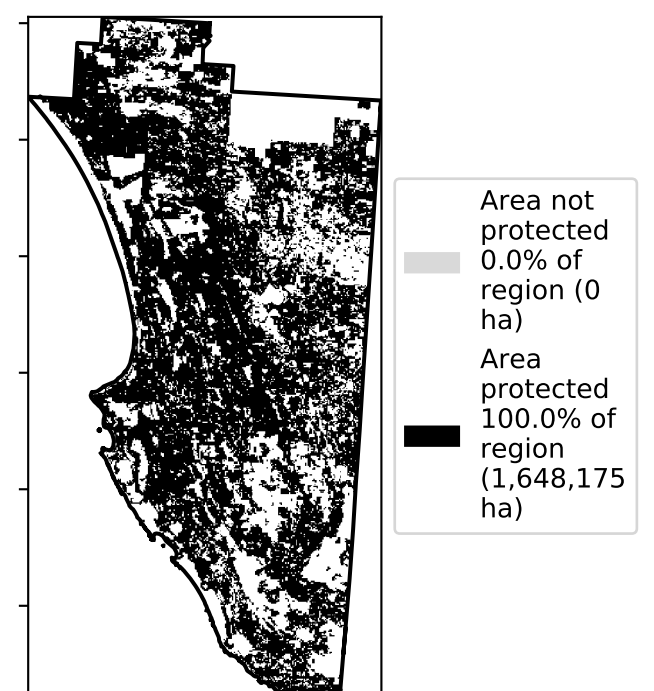 Area not
protected
0.0% of
region (0
ha)
Area
protected
100.0% of
region
(1,648,175
ha)